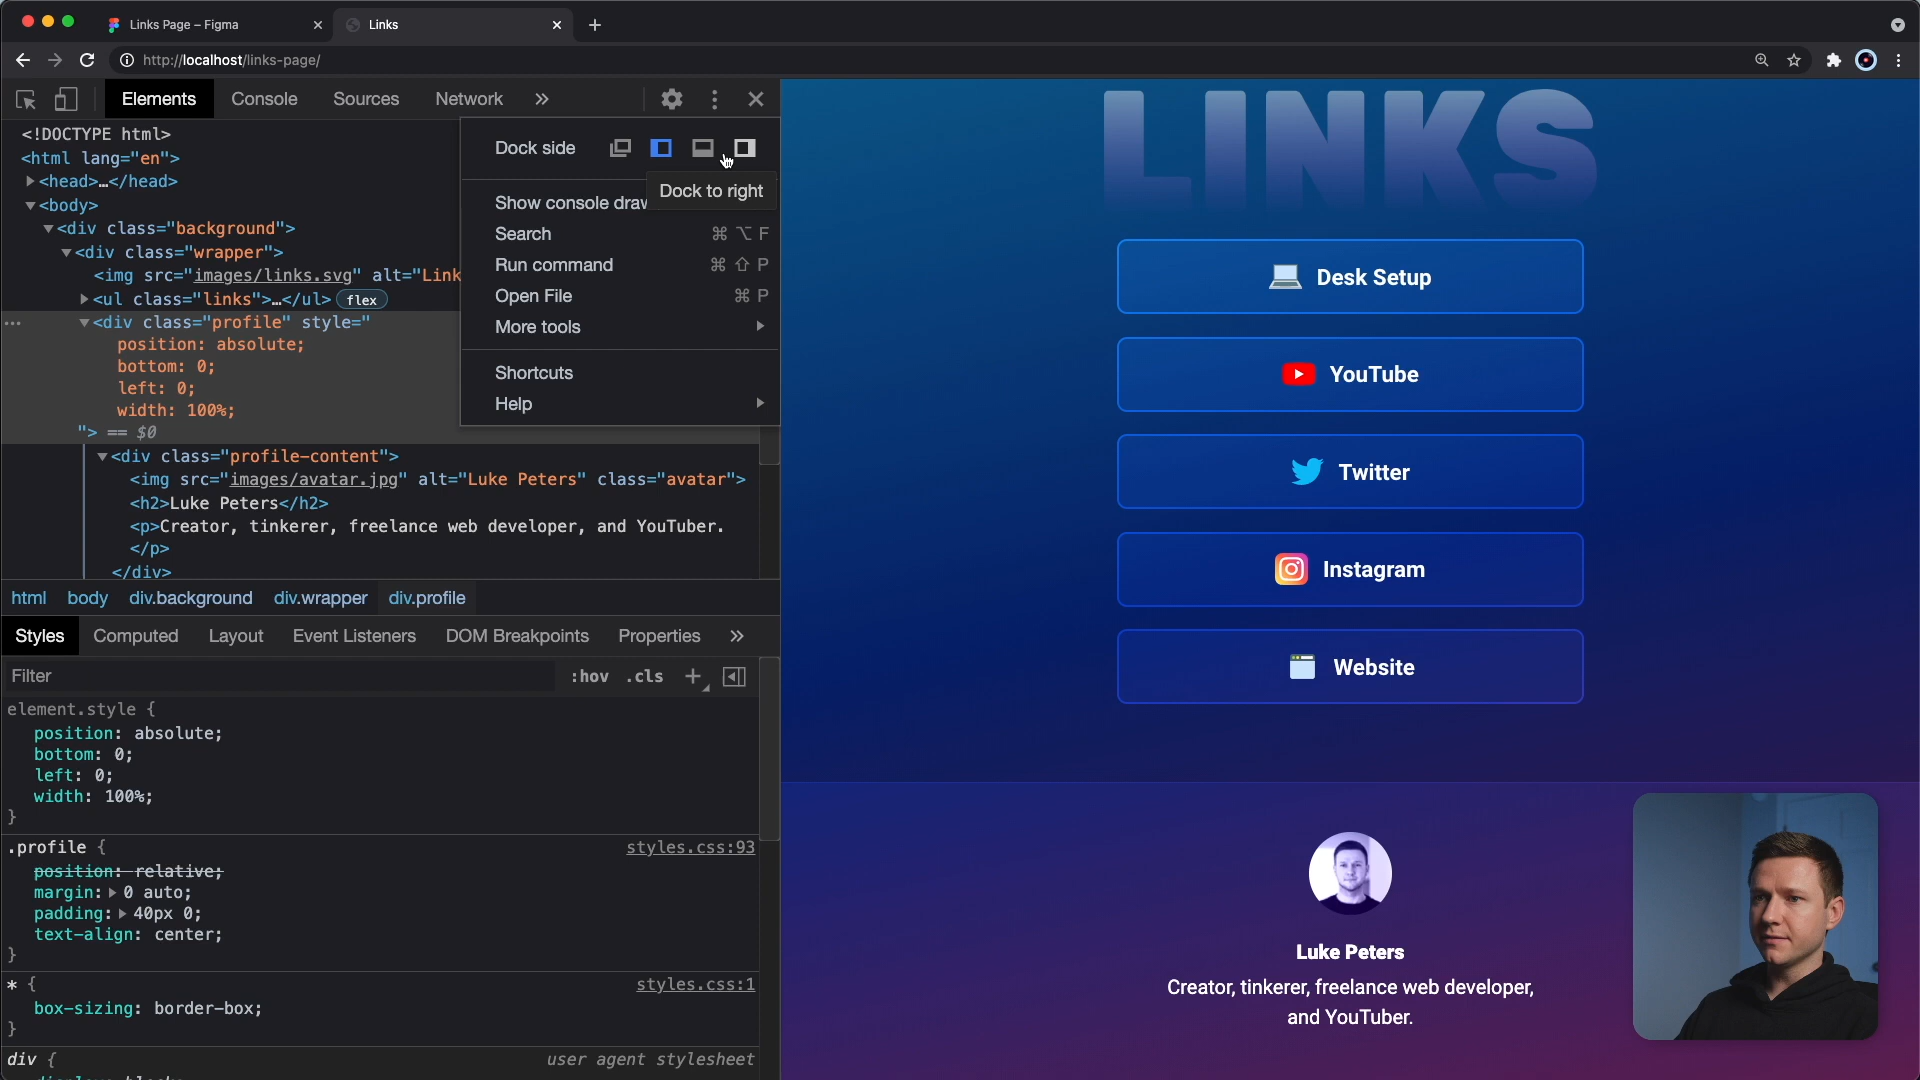 Links Page – Figma
Links
http://localhost/links-page/
Elements
Console
Sources
Network
Dock side
Dock to right
Show console draw
Search ⌘ ⌥ F
Run command ⌘ ⇧ P
Open File ⌘ P
More tools
Shortcuts
Help
<!DOCTYPE html>
<html lang="en">
<head>…</head>
<body>
<div class="background">
<div class="wrapper">
<img src="images/links.svg" alt="Link
<ul class="links">…</ul> flex
<div class="profile" style="
position: absolute;
bottom: 0;
left: 0;
width: 100%;
"> == $0
<div class="profile-content">
<img src="images/avatar.jpg" alt="Luke Peters" class="avatar">
<h2>Luke Peters</h2>
<p>Creator, tinkerer, freelance web developer, and YouTuber.
</p>
</div>
html body div.background div.wrapper div.profile
Styles Computed Layout Event Listeners DOM Breakpoints Properties
Filter :hov .cls
element.style {
position: absolute;
bottom: 0;
left: 0;
width: 100%;
}
.profile { styles.css:93
position: relative;
margin: 0 auto;
padding: 40px 0;
text-align: center;
}
* { styles.css:1
box-sizing: border-box;
}
div { user agent stylesheet
LINKS
Desk Setup
YouTube
Twitter
Instagram
Website
Luke Peters
Creator, tinkerer, freelance web developer,
and YouTuber.